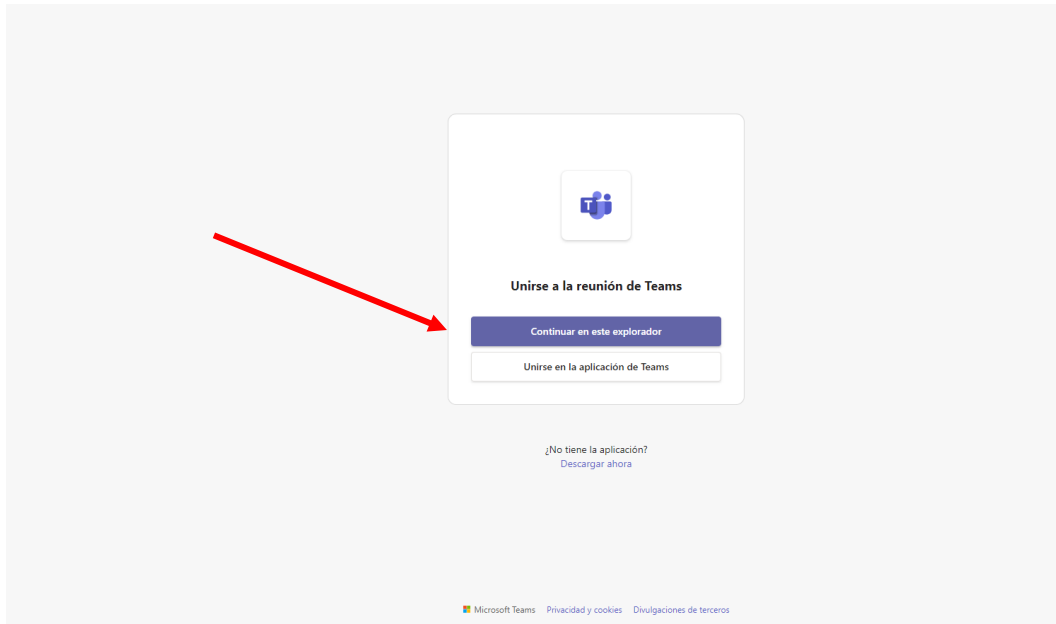 T
Unirse a la reunión de Teams
Continuar en este explorador
Unirse en la aplicación de Teams
¿No tiene la aplicación?
Descargar ahora
Microsoft Teams Privacidad y cookies Divulgaciones de terceros